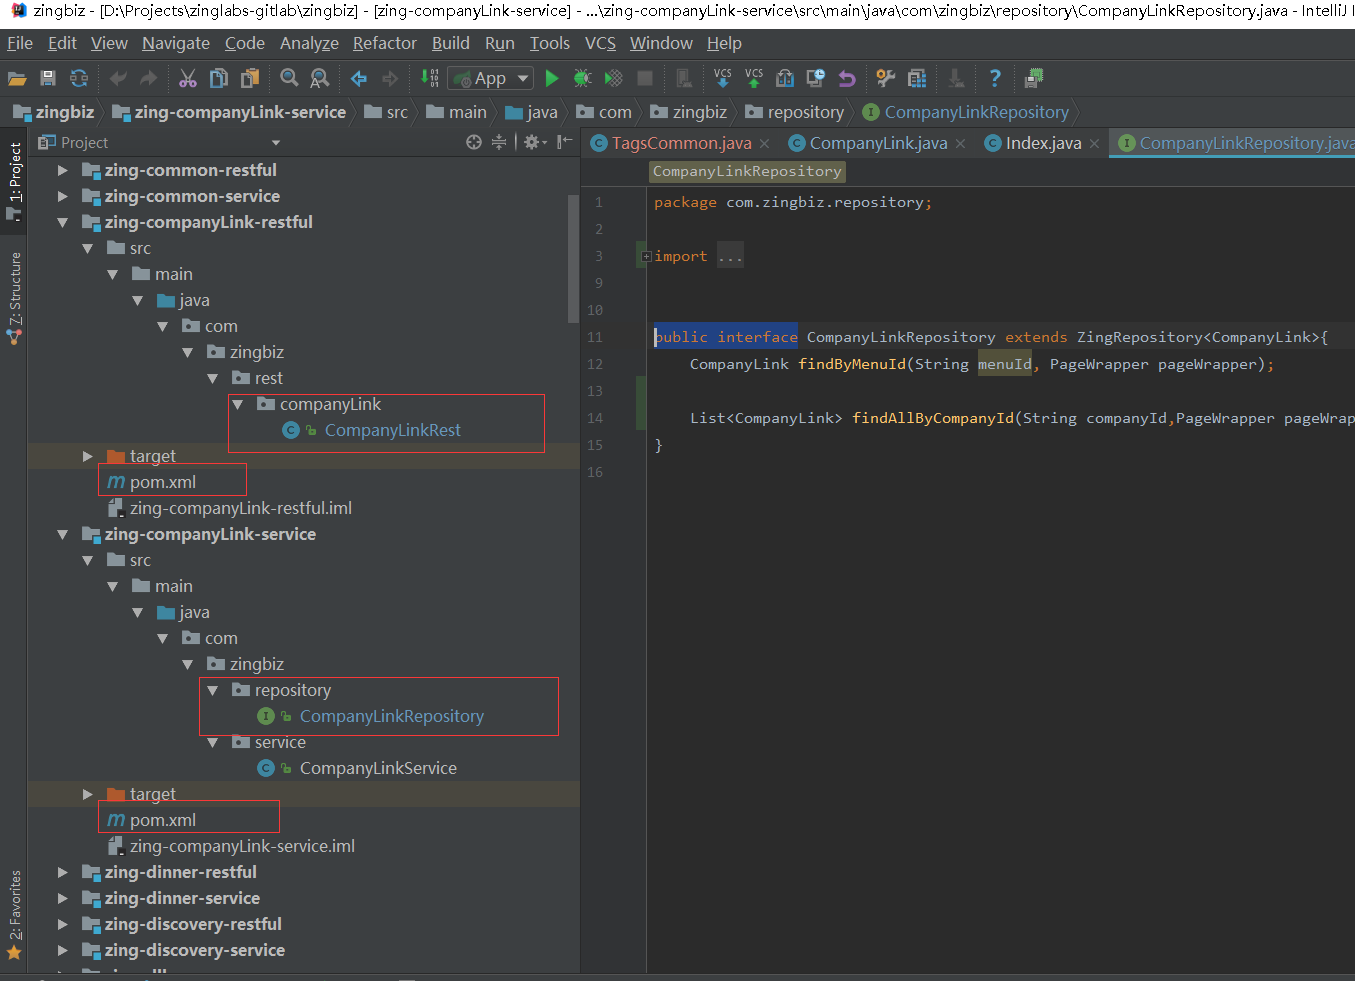 zingbiz - [D:\Projects\zinglabs-gitlab\zingbiz] - [zing-companyLink-service] - ...\zing-companyLink-service\src\main\java\com\zingbiz\repository\CompanyLinkRepository.java - IntelliJ
File Edit View Navigate Code Analyze Refactor Build Run Tools VCS Window Help
App VCS VCS
zingbiz zing-companyLink-service src main java com zingbiz repository CompanyLinkRepository
Project
TagsCommon.java CompanyLink.java Index.java CompanyLinkRepository.java
1: Project
Z: Structure
2: Favorites
zing-common-restful
zing-common-service
zing-companyLink-restful
src
main
java
com
zingbiz
rest
companyLink
CompanyLinkRest
target
pom.xml
zing-companyLink-restful.iml
zing-companyLink-service
src
main
java
com
zingbiz
repository
CompanyLinkRepository
service
CompanyLinkService
target
pom.xml
zing-companyLink-service.iml
zing-dinner-restful
zing-dinner-service
zing-discovery-restful
zing-discovery-service
CompanyLinkRepository
1 package com.zingbiz.repository;
2
3 import ...
9
10
11 public interface CompanyLinkRepository extends ZingRepository<CompanyLink>{
12 CompanyLink findByMenuId(String menuId, PageWrapper pageWrapper);
13
14 List<CompanyLink> findAllByCompanyId(String companyId,PageWrapper pageWrap
15 }
16